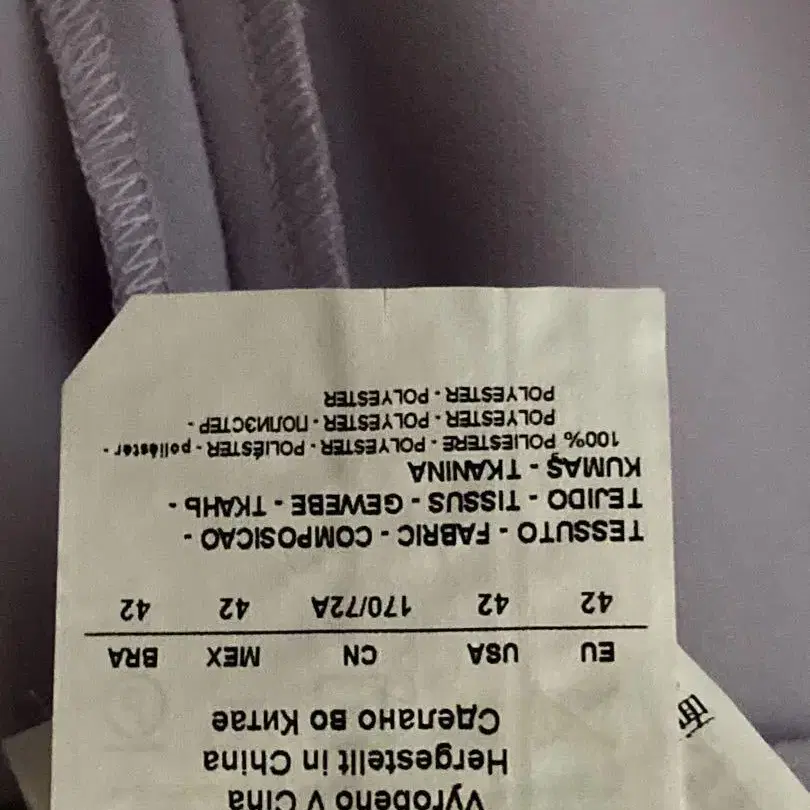 Vyrobeno v Čína
Hergestellt in China
Сделано во Китае
EU USA CN MEX BRA
42 42 170/72A 42 42
TESSUTO - FABRIC - COMPOSICAO -
TEJIDO - TISSUS - GEWEBE - ТКАНЬ -
KUMAŞ - TKANINA
100% POLIESTERE - POLYESTER - POLIÉSTER - poliéster -
POLYESTER - POLYESTER - ПОЛИЭСТЕР -
POLYESTER - POLYESTER